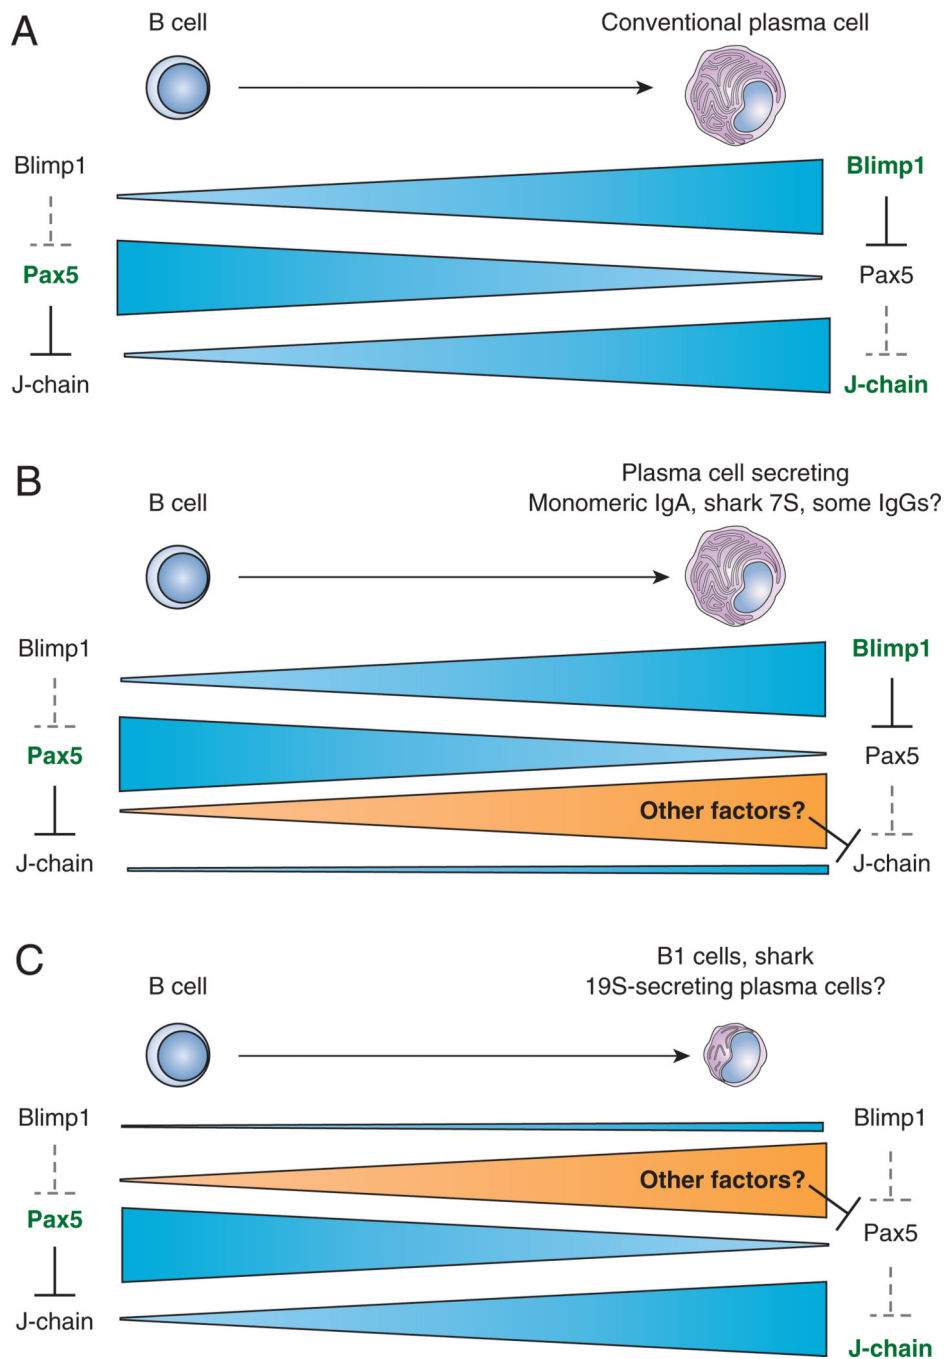 A
B cell
Conventional plasma cell
Blimp1
Blimp1
Pax5
Pax5
J-chain
J-chain
B
Plasma cell secreting
Monomeric IgA, shark 7S, some IgGs?
B cell
Blimp1
Blimp1
Pax5
Pax5
Other factors?
J-chain
J-chain
C
B1 cells, shark
19S-secreting plasma cells?
B cell
Blimp1
Blimp1
Other factors?
Pax5
Pax5
J-chain
J-chain